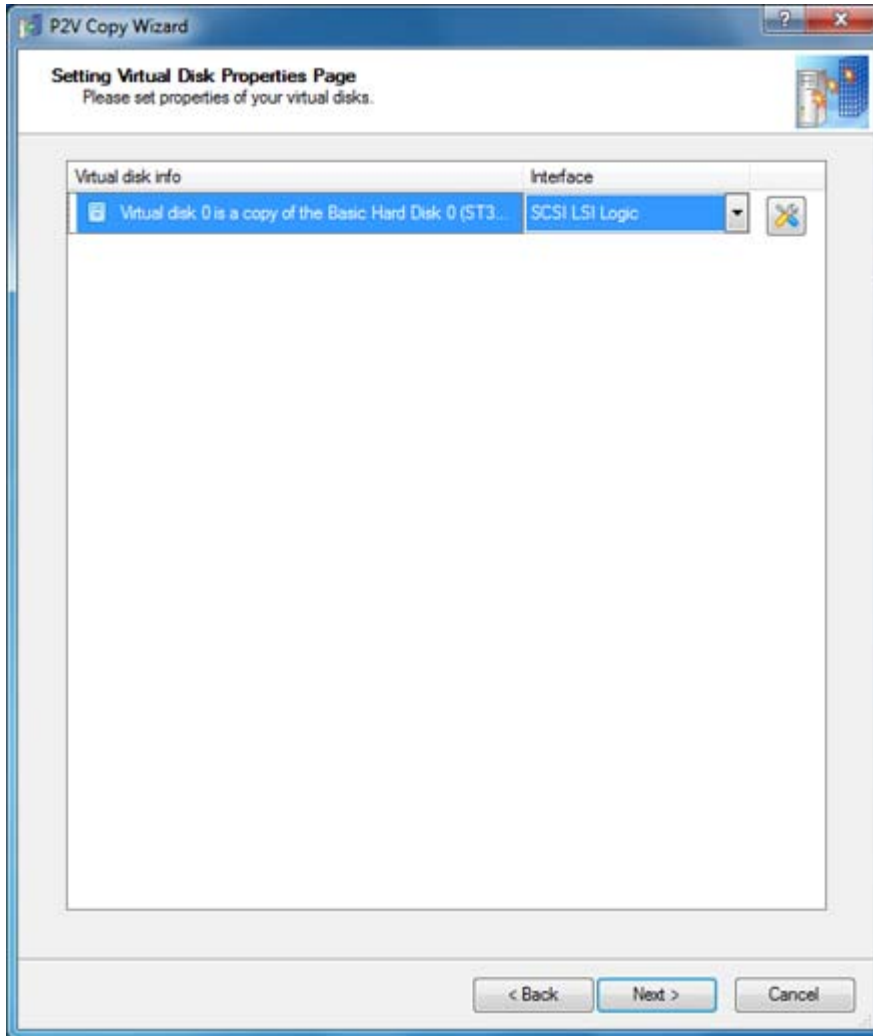 P2V Copy Wizard
?
Setting Virtual Disk Properties Page
Please set properties of your virtual disks.
Virtual disk info Interface
Virtual disk 0 is a copy of the Basic Hard Disk 0 (ST3... SCSI LSI Logic
< Back Next > Cancel